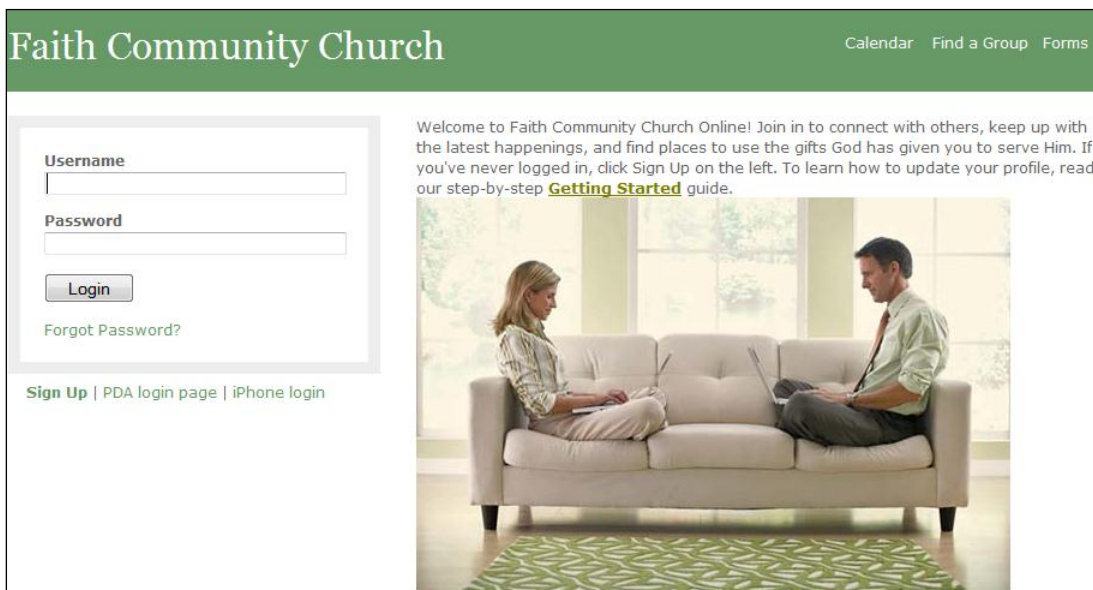 Faith Community Church
Calendar Find a Group Forms
Username
Password
Login
Forgot Password?
Sign Up | PDA login page | iPhone login
Welcome to Faith Community Church Online! Join in to connect with others, keep up with
the latest happenings, and find places to use the gifts God has given you to serve Him. If
you've never logged in, click Sign Up on the left. To learn how to update your profile, read
our step-by-step Getting Started guide.